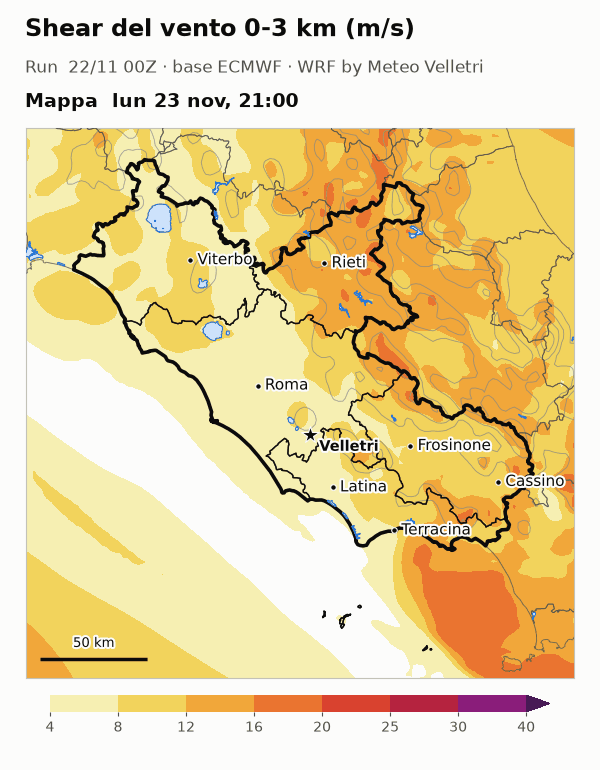 Shear del vento 0-3 km (m/s)
Run  22/11 00Z · base ECMWF · WRF by Meteo Velletri
Mappa  lun 23 nov, 21:00
Viterbo
Rieti
Roma
Velletri
Frosinone
Cassino
Latina
Terracina
50 km
4 8 12 16 20 25 30 40